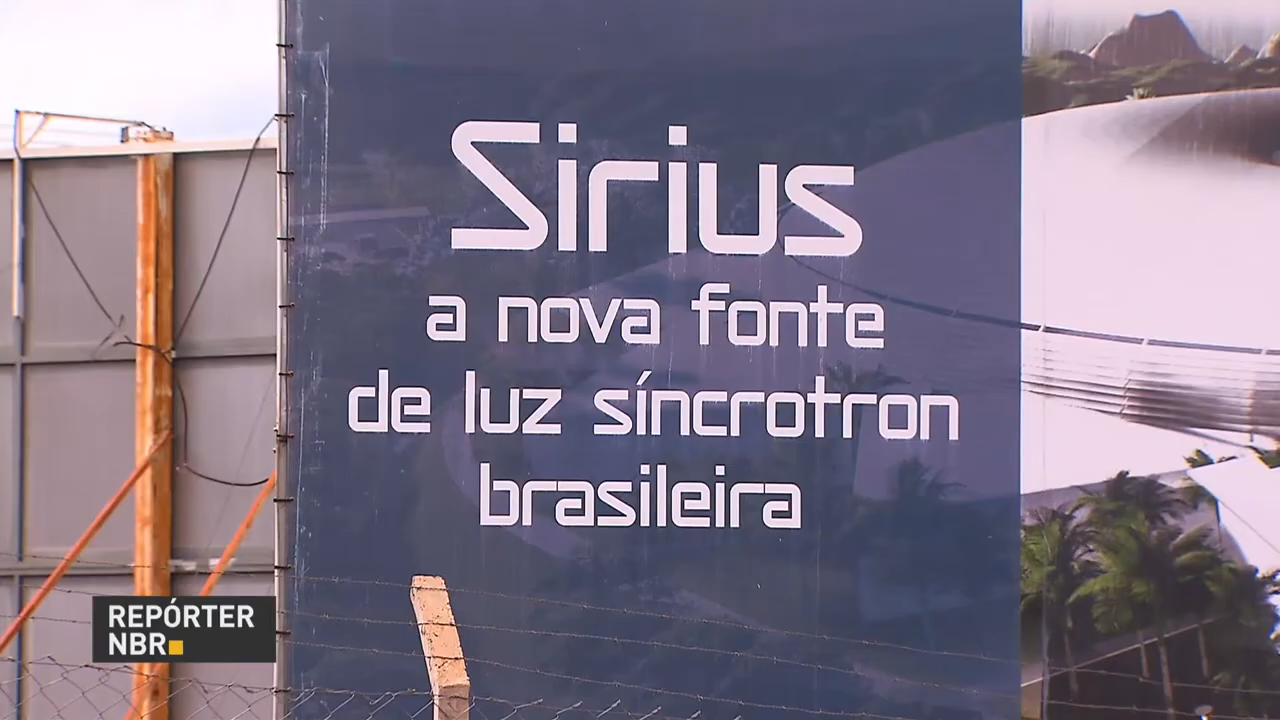 Sirius
a nova fonte
de luz síncrotron
brasileira
REPÓRTER
NBR